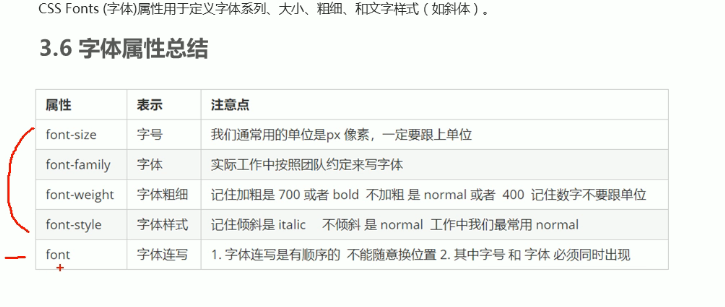 CSS Fonts (字体)属性用于定义字体系列、大小、粗细、和文字样式（如斜体）。
3.6 字体属性总结
属性 表示 注意点
font-size 字号 我们通常用的单位是px 像素，一定要跟上单位
font-family 字体 实际工作中按照团队约定来写字体
font-weight 字体粗细 记住加粗是 700 或者 bold 不加粗 是 normal 或者 400 记住数字不要跟单位
font-style 字体样式 记住倾斜是 italic 不倾斜 是 normal 工作中我们最常用 normal
font 字体连写 1. 字体连写是有顺序的 不能随意换位置 2. 其中字号 和 字体 必须同时出现